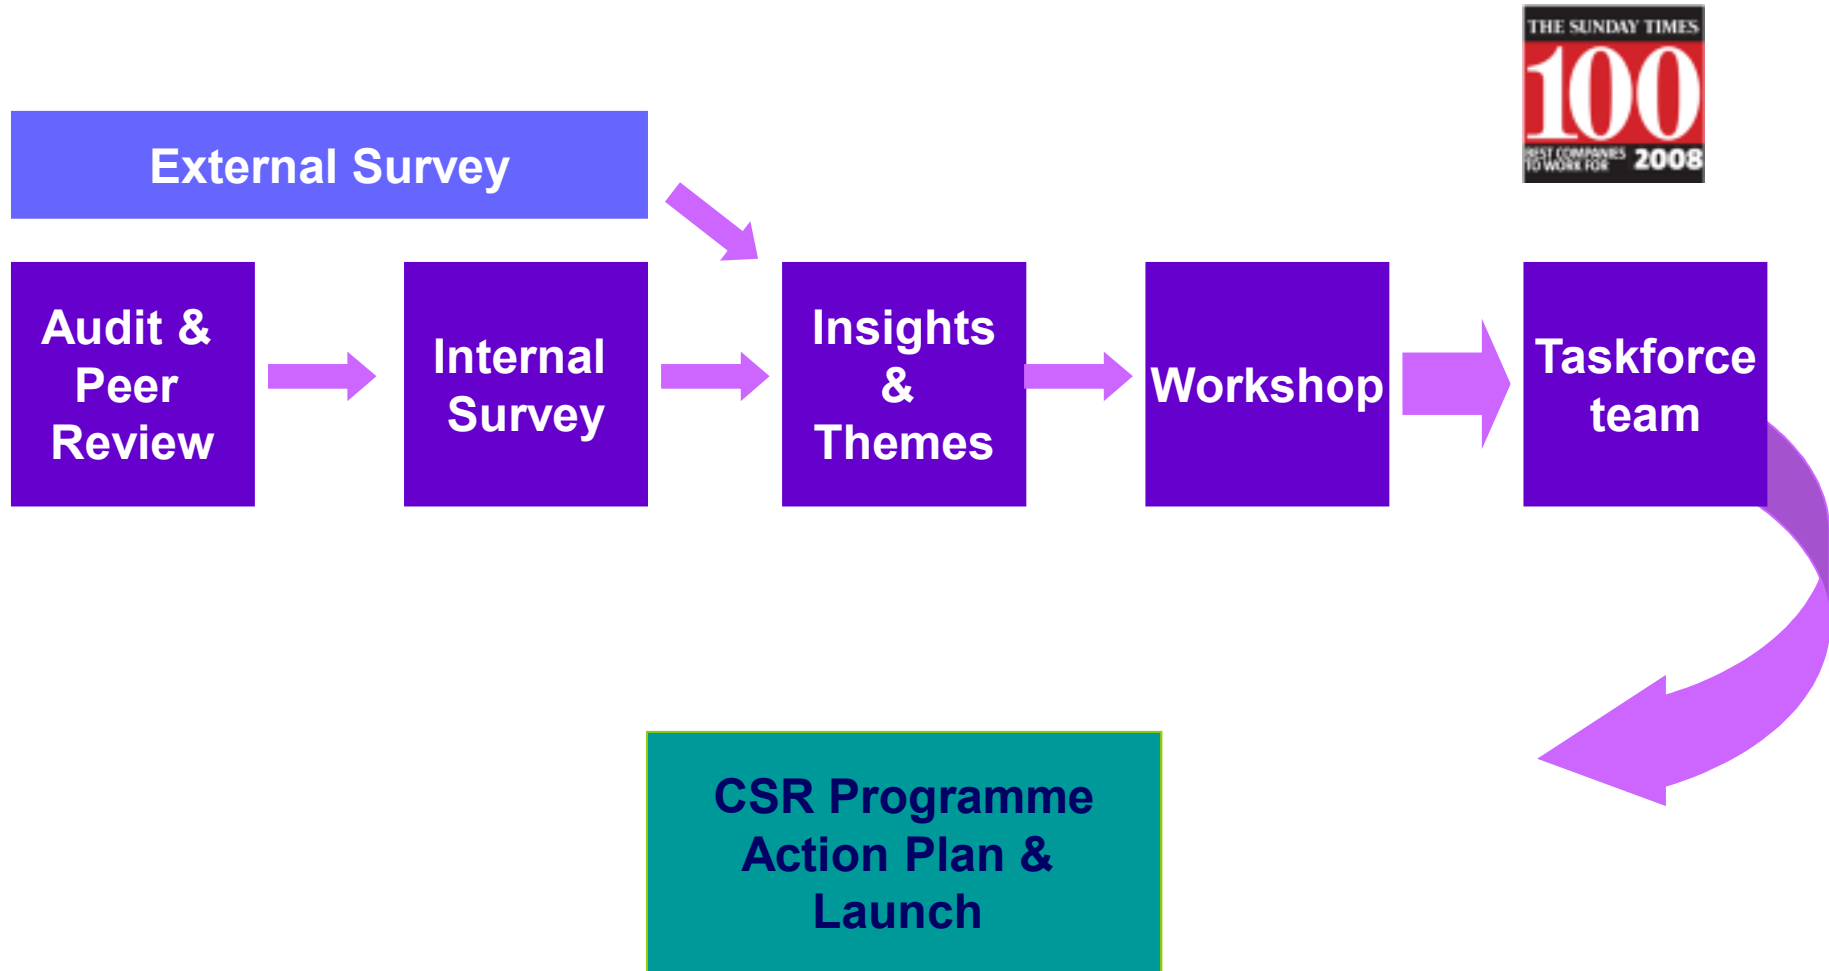 THE SUNDAY TIMES
100
BEST COMPANIES
TO WORK FOR
2008
External Survey
Audit &
Peer
Review
Internal
Survey
Insights
&
Themes
Workshop
Taskforce
team
CSR Programme
Action Plan &
Launch